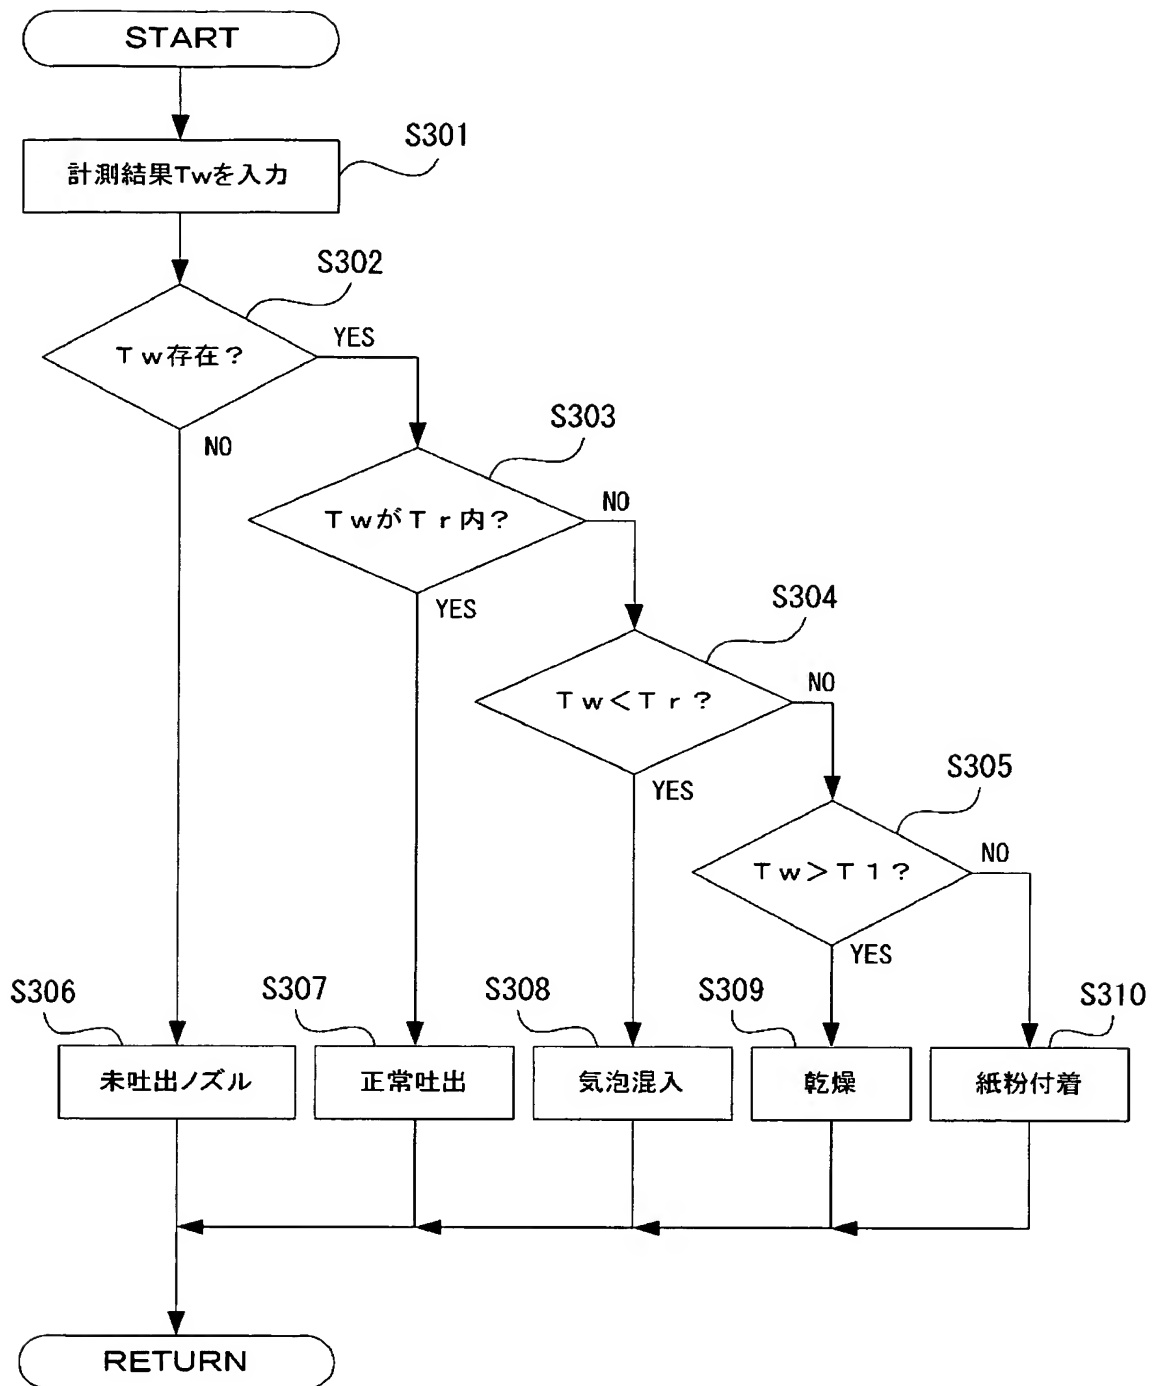 START
S301
計測結果Twを入力
S302
Tw存在？
YES
NO
S303
TwがTr内？
NO
YES
S304
Tw＜Tr？
NO
YES
S305
Tw＞T1？
NO
YES
S306
S307
S308
S309
S310
未吐出ノズル
正常吐出
気泡混入
乾燥
紙粉付着
RETURN